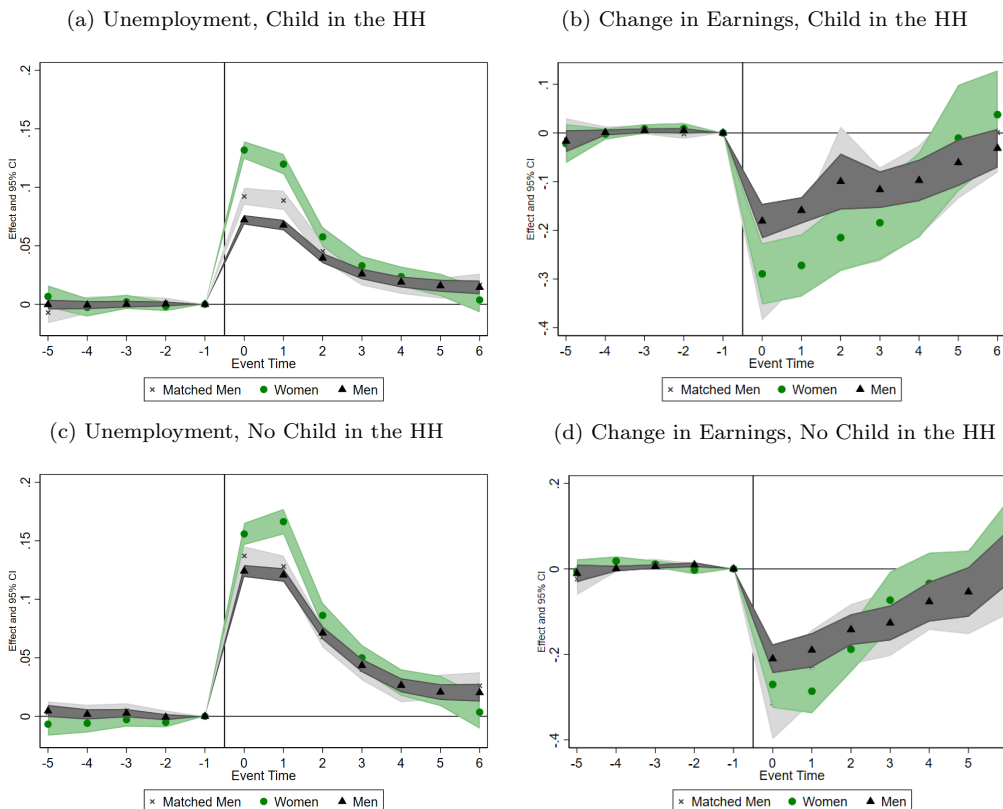 (a) Unemployment, Child in the HH
Effect and 95% CI
.2
.15
.1
.05
0
-5 -4 -3 -2 -1 0 1 2 3 4 5 6
Event Time
× Matched Men ● Women ▲ Men
(b) Change in Earnings, Child in the HH
Effect and 95% CI
.1
0
-.1
-.2
-.3
-.4
-5 -4 -3 -2 -1 0 1 2 3 4 5 6
Event Time
× Matched Men ● Women ▲ Men
(c) Unemployment, No Child in the HH
Effect and 95% CI
.2
.15
.1
.05
0
-5 -4 -3 -2 -1 0 1 2 3 4 5 6
Event Time
× Matched Men ● Women ▲ Men
(d) Change in Earnings, No Child in the HH
Effect and 95% CI
.2
0
-.2
-.4
-5 -4 -3 -2 -1 0 1 2 3 4 5
Event Time
× Matched Men ● Women ▲ Men